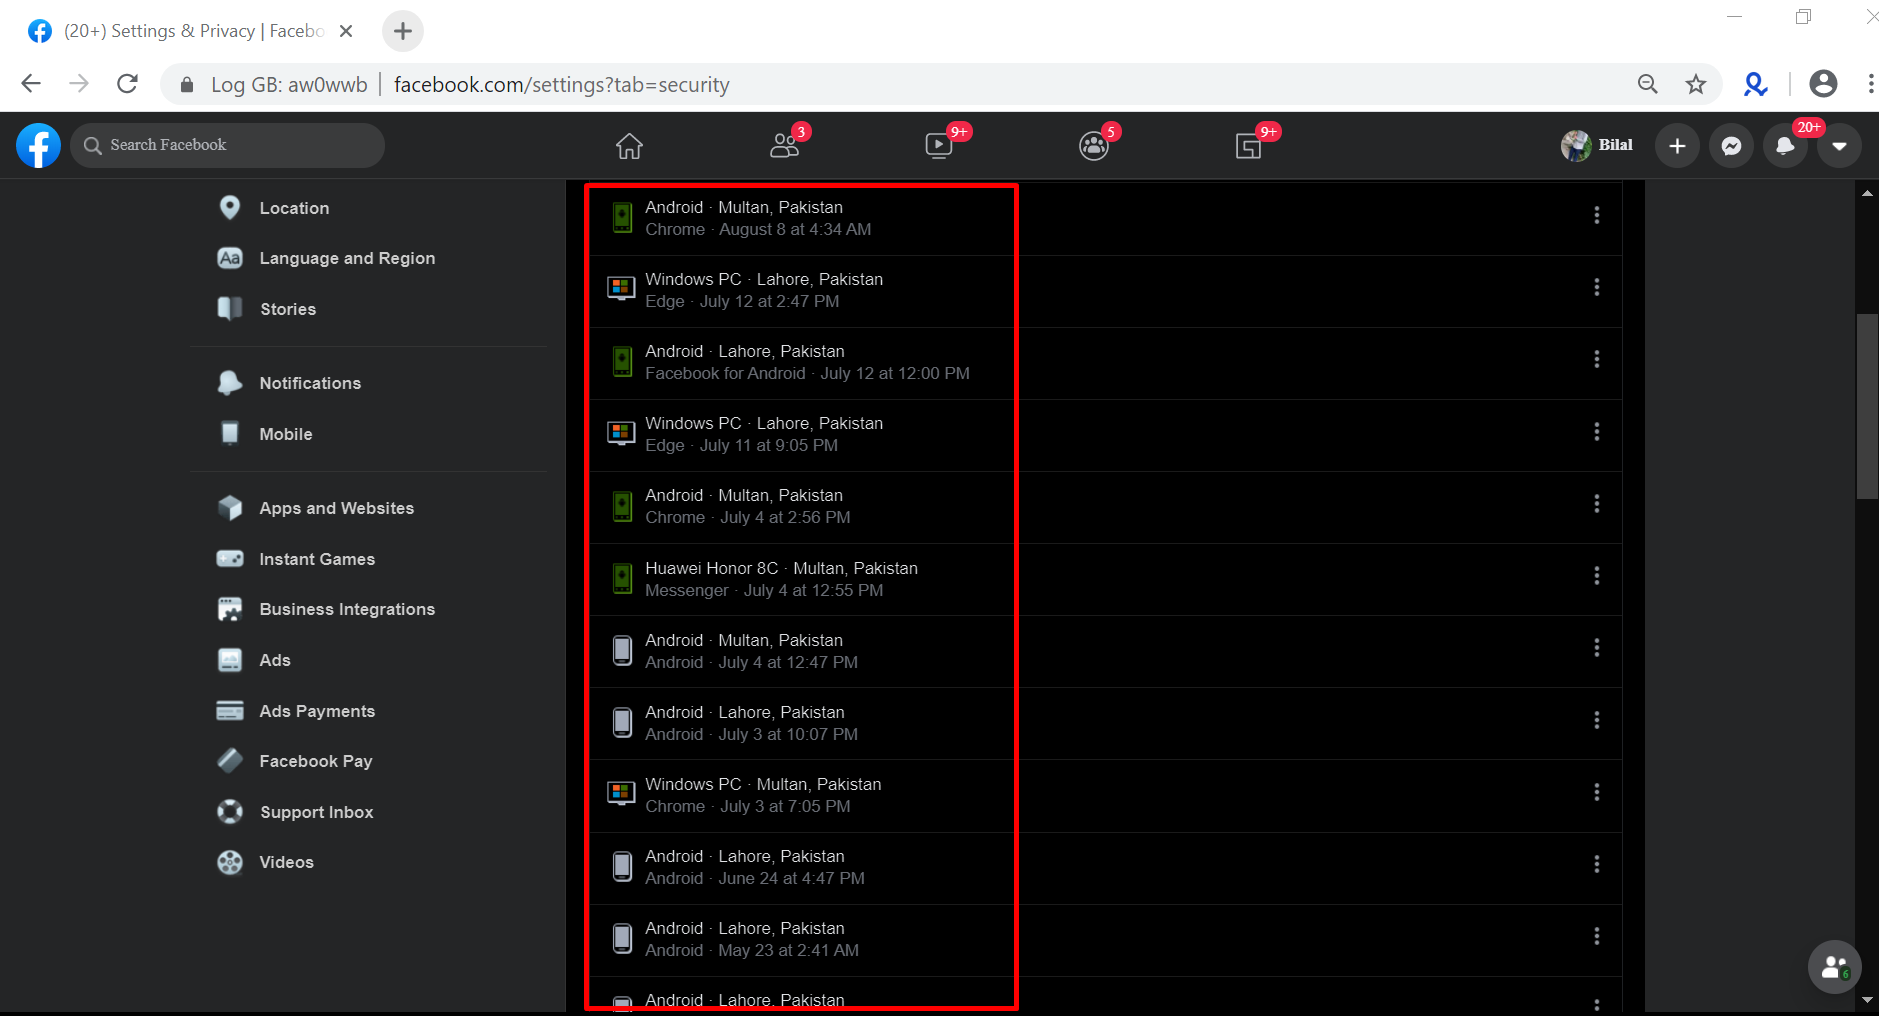 (20+) Settings & Privacy | Facebo
Log GB: aw0wwb | facebook.com/settings?tab=security
Search Facebook
3
9+
5
9+
Bilal
20+
Location
Aa Language and Region
Stories
Notifications
Mobile
Apps and Websites
Instant Games
Business Integrations
Ads
Ads Payments
Facebook Pay
Support Inbox
Videos
Android · Multan, Pakistan
Chrome · August 8 at 4:34 AM
Windows PC · Lahore, Pakistan
Edge · July 12 at 2:47 PM
Android · Lahore, Pakistan
Facebook for Android · July 12 at 12:00 PM
Windows PC · Lahore, Pakistan
Edge · July 11 at 9:05 PM
Android · Multan, Pakistan
Chrome · July 4 at 2:56 PM
Huawei Honor 8C · Multan, Pakistan
Messenger · July 4 at 12:55 PM
Android · Multan, Pakistan
Android · July 4 at 12:47 PM
Android · Lahore, Pakistan
Android · July 3 at 10:07 PM
Windows PC · Multan, Pakistan
Chrome · July 3 at 7:05 PM
Android · Lahore, Pakistan
Android · June 24 at 4:47 PM
Android · Lahore, Pakistan
Android · May 23 at 2:41 AM
Android · Lahore, Pakistan
6